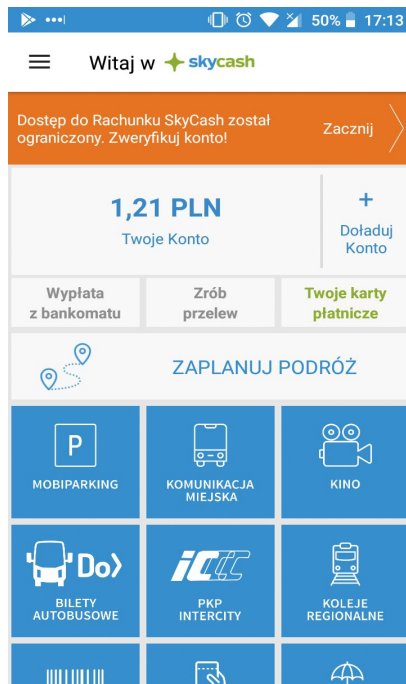 50% 17:13
Witaj w skycash
Dostęp do Rachunku SkyCash został
ograniczony. Zweryfikuj konto!
Zacznij
1,21 PLN
Twoje Konto
+
Doładuj
Konto
Wypłata
z bankomatu
Zrób
przelew
Twoje karty
płatnicze
ZAPLANUJ PODRÓŻ
P
MOBIPARKING
KOMUNIKACJA
MIEJSKA
KINO
Do
BILETY
AUTOBUSOWE
iCCCC
PKP
INTERCITY
KOLEJE
REGIONALNE